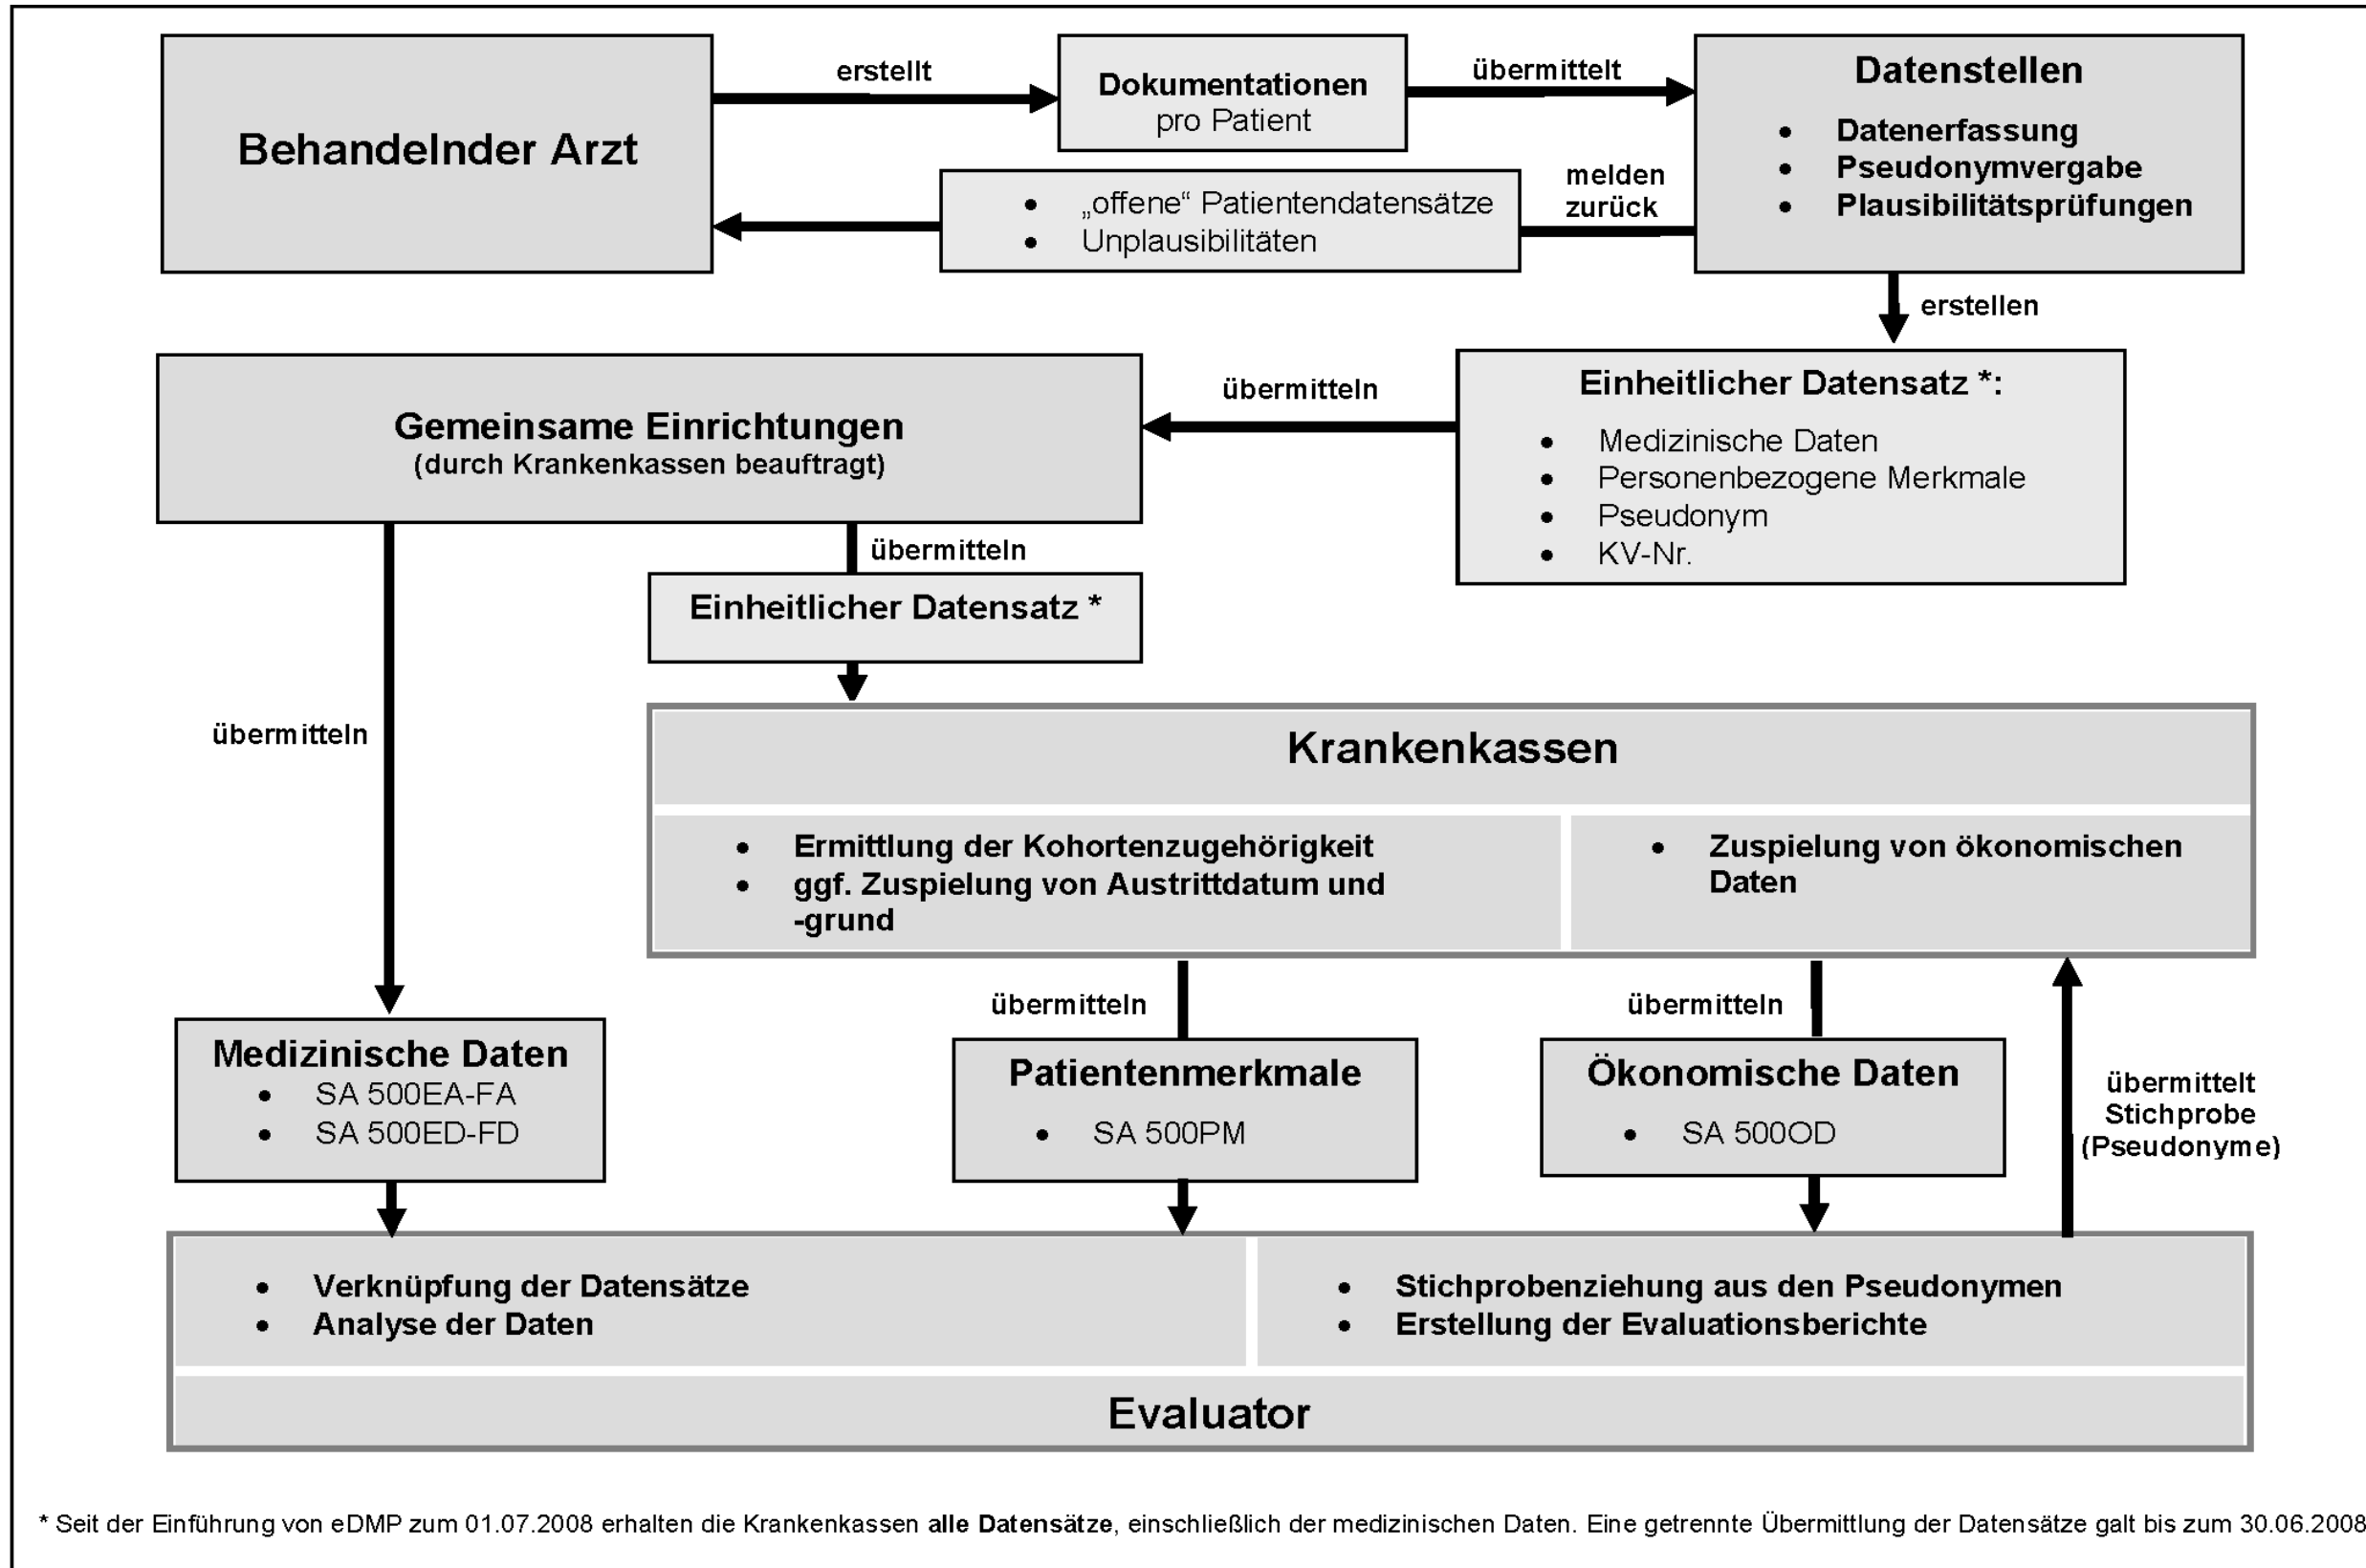 Behandelnder Arzt
erstellt
Dokumentationen
pro Patient
übermittelt
Datenstellen
• Datenerfassung
• Pseudonymvergabe
• Plausibilitätsprüfungen
melden
zurück
• „offene“ Patientendatensätze
• Unplausibilitäten
erstellen
Einheitlicher Datensatz *:
• Medizinische Daten
• Personenbezogene Merkmale
• Pseudonym
• KV-Nr.
übermitteln
Gemeinsame Einrichtungen
(durch Krankenkassen beauftragt)
übermitteln
Einheitlicher Datensatz *
übermitteln
Krankenkassen
• Ermittlung der Kohortenzugehörigkeit
• ggf. Zuspielung von Austrittdatum und
-grund
• Zuspielung von ökonomischen
Daten
übermitteln
übermitteln
Medizinische Daten
• SA 500EA-FA
• SA 500ED-FD
Patientenmerkmale
• SA 500PM
Ökonomische Daten
• SA 500OD
übermittelt
Stichprobe
(Pseudonyme)
• Verknüpfung der Datensätze
• Analyse der Daten
• Stichprobenziehung aus den Pseudonymen
• Erstellung der Evaluationsberichte
Evaluator
* Seit der Einführung von eDMP zum 01.07.2008 erhalten die Krankenkassen alle Datensätze, einschließlich der medizinischen Daten. Eine getrennte Übermittlung der Datensätze galt bis zum 30.06.2008